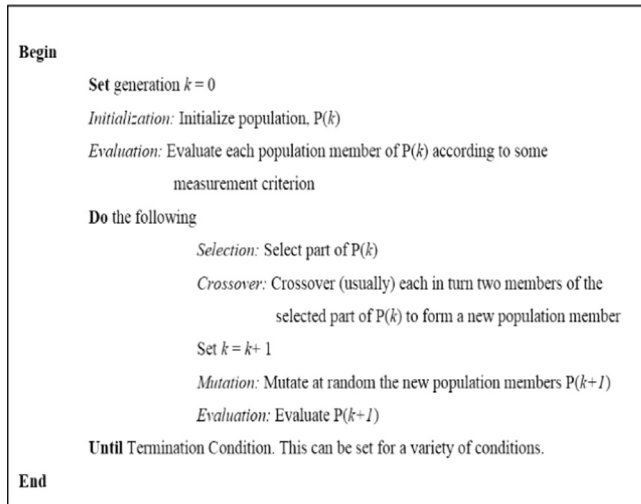 Begin
Set generation k = 0
Initialization: Initialize population, P(k)
Evaluation: Evaluate each population member of P(k) according to some
measurement criterion
Do the following
Selection: Select part of P(k)
Crossover: Crossover (usually) each in turn two members of the
selected part of P(k) to form a new population member
Set k = k+ 1
Mutation: Mutate at random the new population members P(k+1)
Evaluation: Evaluate P(k+1)
Until Termination Condition. This can be set for a variety of conditions.
End